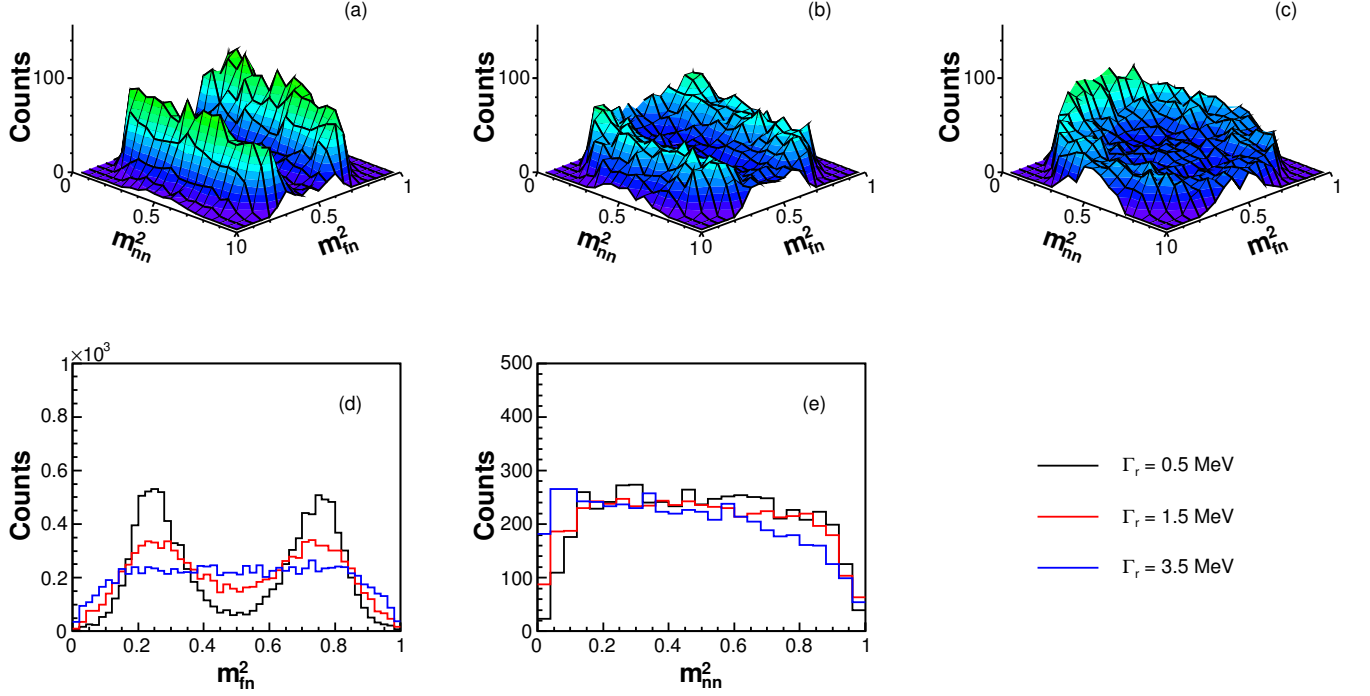 (a)
Counts
100
0
0
0.5
1
m²nn
0
0.5
1
m²fn
(b)
Counts
100
0
0
0.5
1
m²nn
0
0.5
1
m²fn
(c)
Counts
100
0
0
0.5
1
m²nn
0
0.5
1
m²fn
×10³
1
0.8
0.6
0.4
0.2
0
Counts
(d)
0 0.2 0.4 0.6 0.8 1
m²fn
500
400
300
200
100
0
Counts
(e)
0 0.2 0.4 0.6 0.8 1
m²nn
Γr = 0.5 MeV
Γr = 1.5 MeV
Γr = 3.5 MeV